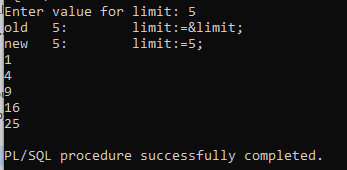 Enter value for limit: 5
old   5:        limit:=&limit;
new   5:        limit:=5;
1
4
9
16
25

PL/SQL procedure successfully completed.